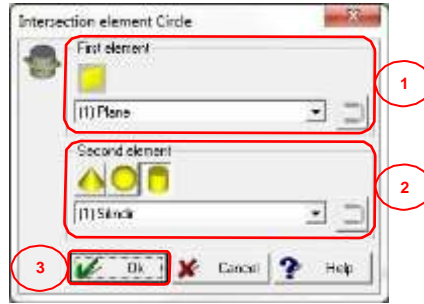 Intersection element Circle
First element
(1) Plane
1
Second element
(1) Silindir
2
3
Ok
Cancel
Help